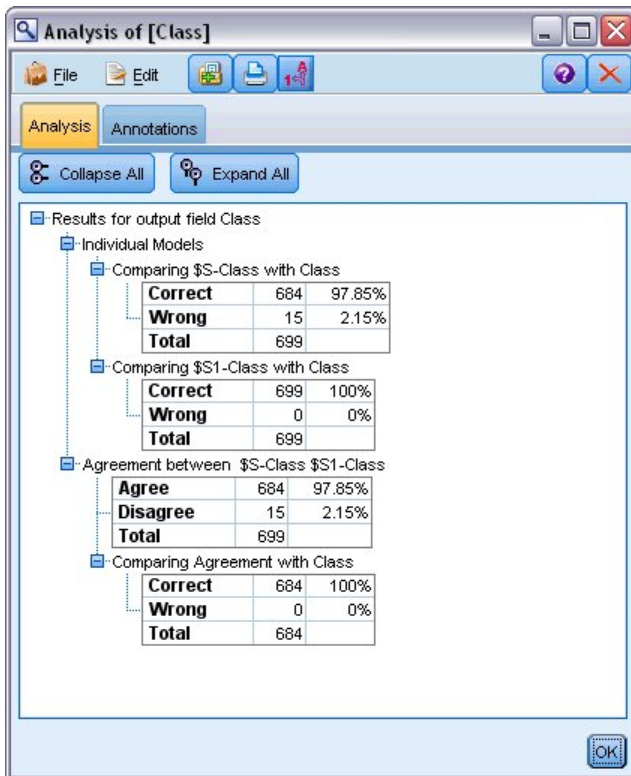 Analysis of [Class]
File Edit
Analysis Annotations
Collapse All Expand All
Results for output field Class
Individual Models
Comparing $S-Class with Class
Correct 684 97.85%
Wrong 15 2.15%
Total 699
Comparing $S1-Class with Class
Correct 699 100%
Wrong 0 0%
Total 699
Agreement between $S-Class $S1-Class
Agree 684 97.85%
Disagree 15 2.15%
Total 699
Comparing Agreement with Class
Correct 684 100%
Wrong 0 0%
Total 684
OK